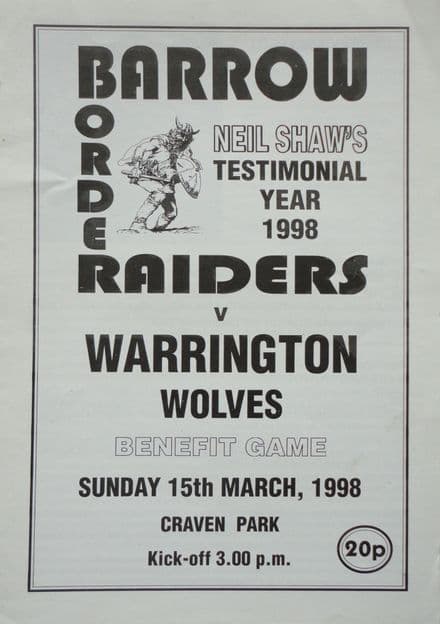 BARROW
BORDER
NEIL SHAW'S
TESTIMONIAL
YEAR
1998
RAIDERS
v
WARRINGTON
WOLVES
BENEFIT GAME
SUNDAY 15th MARCH, 1998
CRAVEN PARK
Kick-off 3.00 p.m.
20p